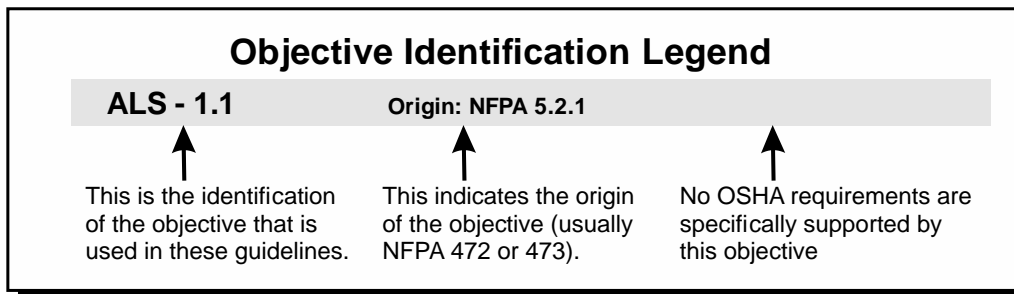 Objective Identification Legend
ALS - 1.1 Origin: NFPA 5.2.1
This is the identification
of the objective that is
used in these guidelines.
This indicates the origin
of the objective (usually
NFPA 472 or 473).
No OSHA requirements are
specifically supported by
this objective